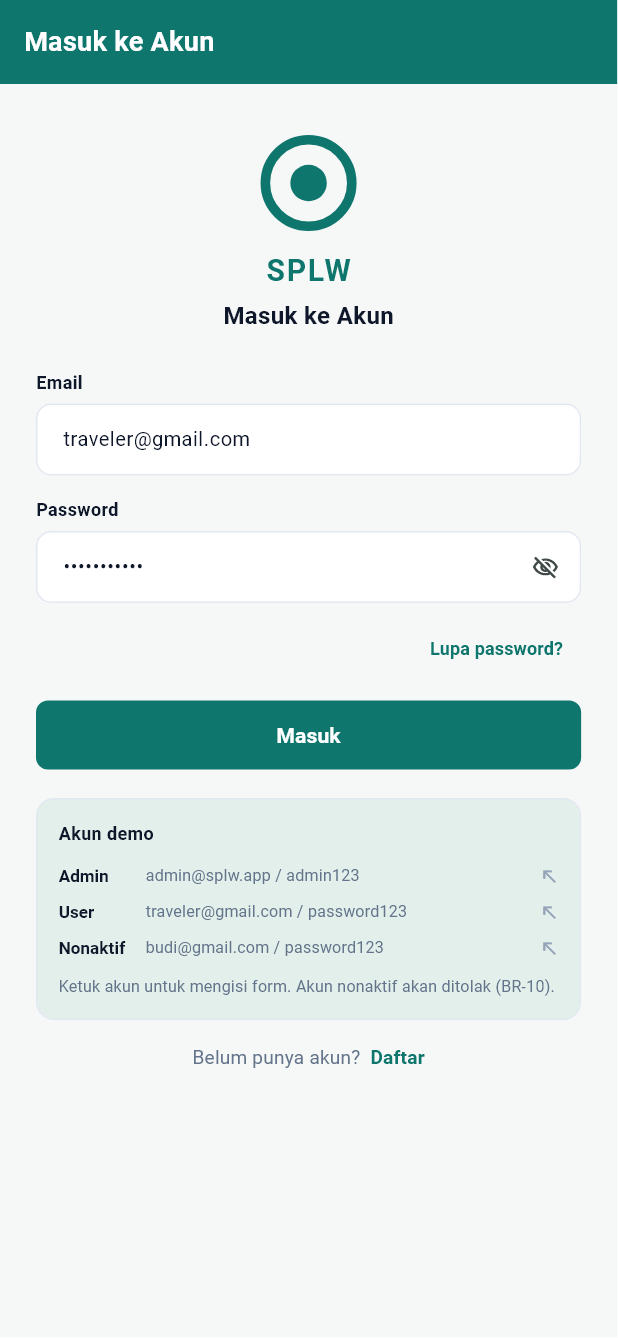 Masuk ke Akun
SPLW
Masuk ke Akun
Email
traveler@gmail.com
Password
•••••••••••
Lupa password?
Masuk
Akun demo
Admin admin@splw.app / admin123
User traveler@gmail.com / password123
Nonaktif budi@gmail.com / password123
Ketuk akun untuk mengisi form. Akun nonaktif akan ditolak (BR-10).
Belum punya akun? Daftar